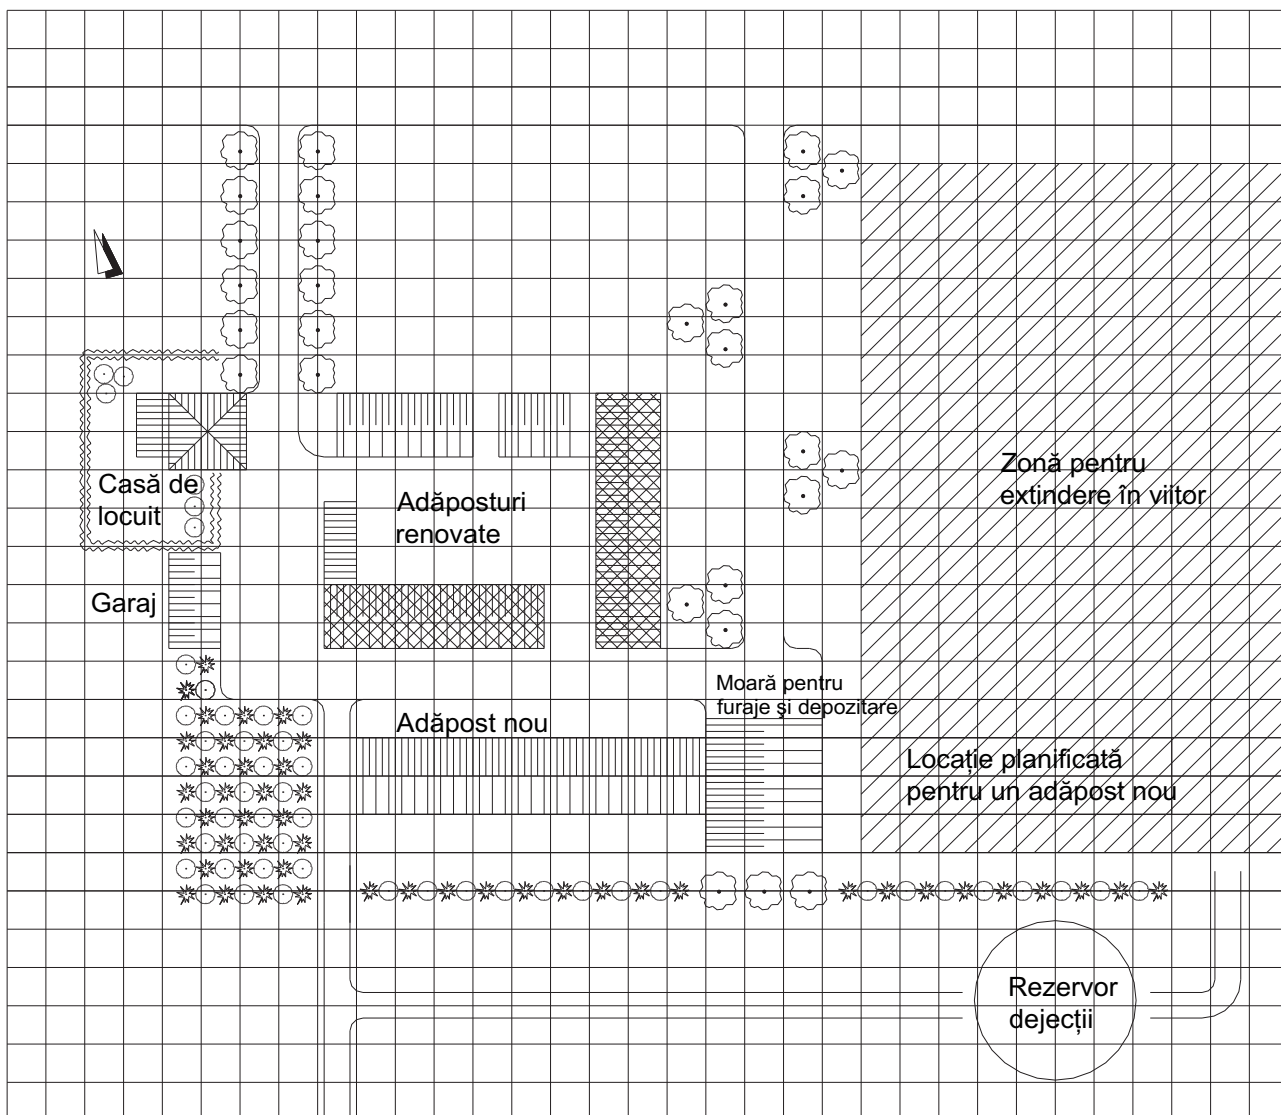 Zonă pentru
extindere în viitor
Casă de
locuit
Adăposturi
renovate
Garaj
Moară pentru
furaje şi depozitare
Adăpost nou
Locație planificată
pentru un adăpost nou
Rezervor
dejecții